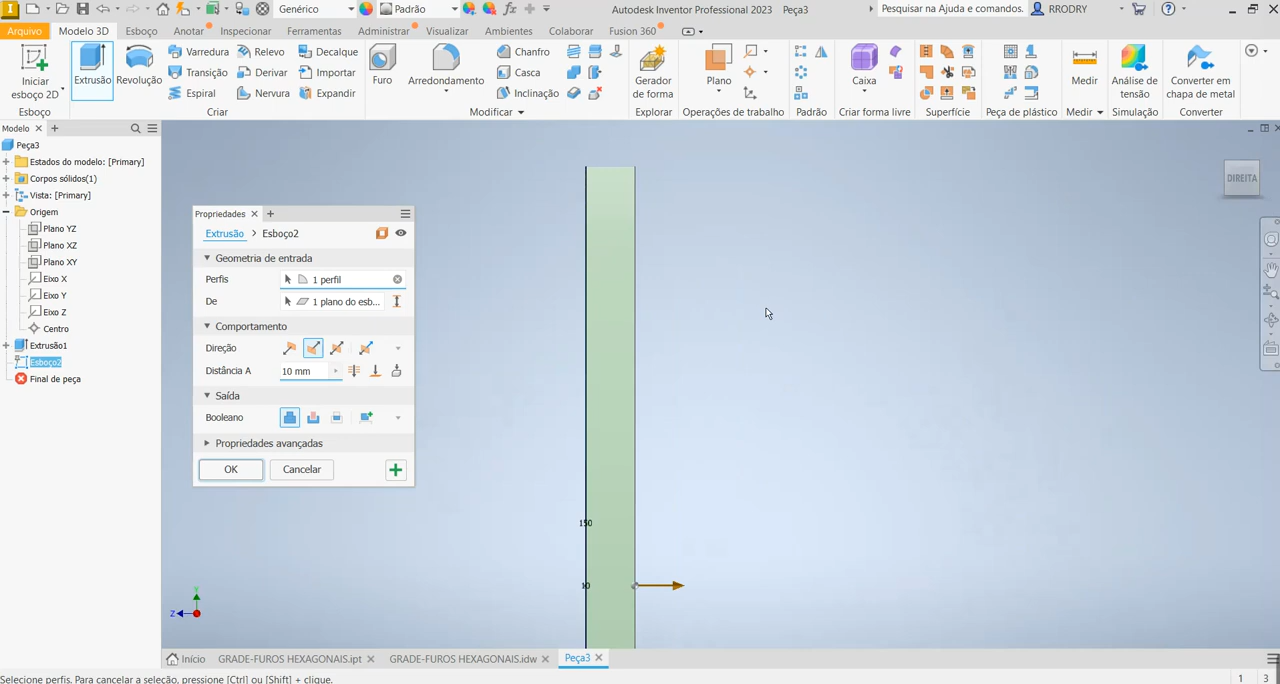 Genérico
Padrão
Autodesk Inventor Professional 2023 Peça3
Pesquisar na Ajuda e comandos.
RRODRY
Arquivo Modelo 3D Esboço Anotar Inspecionar Ferramentas Administrar Visualizar Ambientes Colaborar Fusion 360
Iniciar
esboço 2D
Extrusão
Revolução
Varredura
Transição
Espiral
Relevo
Derivar
Nervura
Decalque
Importar
Expandir
Furo
Arredondamento
Chanfro
Casca
Inclinação
Gerador
de forma
Plano
Caixa
Medir
Análise de
tensão
Converter em
chapa de metal
Esboço Criar Modificar Explorar Operações de trabalho Padrão Criar forma livre Superfície Peça de plástico Medir Simulação Converter
Modelo
Peça3
Estados do modelo: [Primary]
Corpos sólidos(1)
Vista: [Primary]
Origem
Plano YZ
Plano XZ
Plano XY
Eixo X
Eixo Y
Eixo Z
Centro
Extrusão1
Esboço2
Final de peça
Propriedades
Extrusão > Esboço2
Geometria de entrada
Perfis 1 perfil
De 1 plano do esb...
Comportamento
Direção
Distância A 10 mm
Saída
Booleano
Propriedades avançadas
OK Cancelar
DIREITA
150
10
Y
Z
Início GRADE-FUROS HEXAGONAIS.ipt GRADE-FUROS HEXAGONAIS.idw Peça3
Selecione perfis. Para cancelar a seleção, pressione [Ctrl] ou [Shift] + clique.
1 3